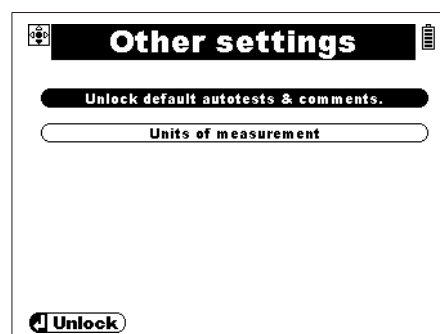 Other settings
Unlock default autotests & comments.
Units of measurement
Unlock